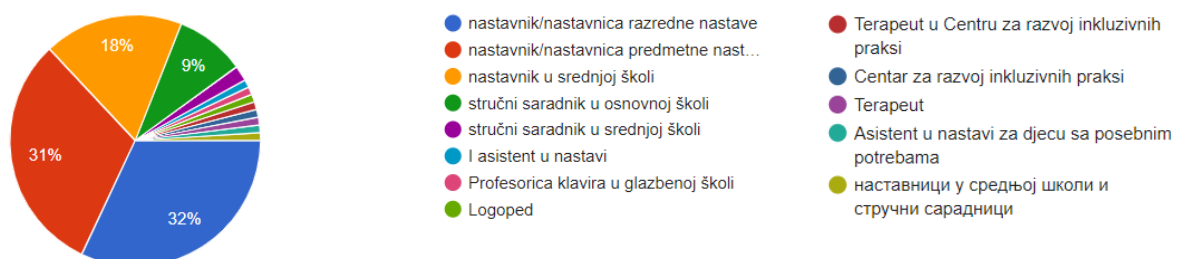 18%
9%
31%
32%
nastavnik/nastavnica razredne nastave
nastavnik/nastavnica predmetne nast...
nastavnik u srednjoj školi
stručni saradnik u osnovnoj školi
stručni saradnik u srednjoj školi
I asistent u nastavi
Profesorica klavira u glazbenoj školi
Logoped
Terapeut u Centru za razvoj inkluzivnih
praksi
Centar za razvoj inkluzivnih praksi
Terapeut
Asistent u nastavi za djecu sa posebnim
potrebama
наставници у средњој школи и
стручни сарадници